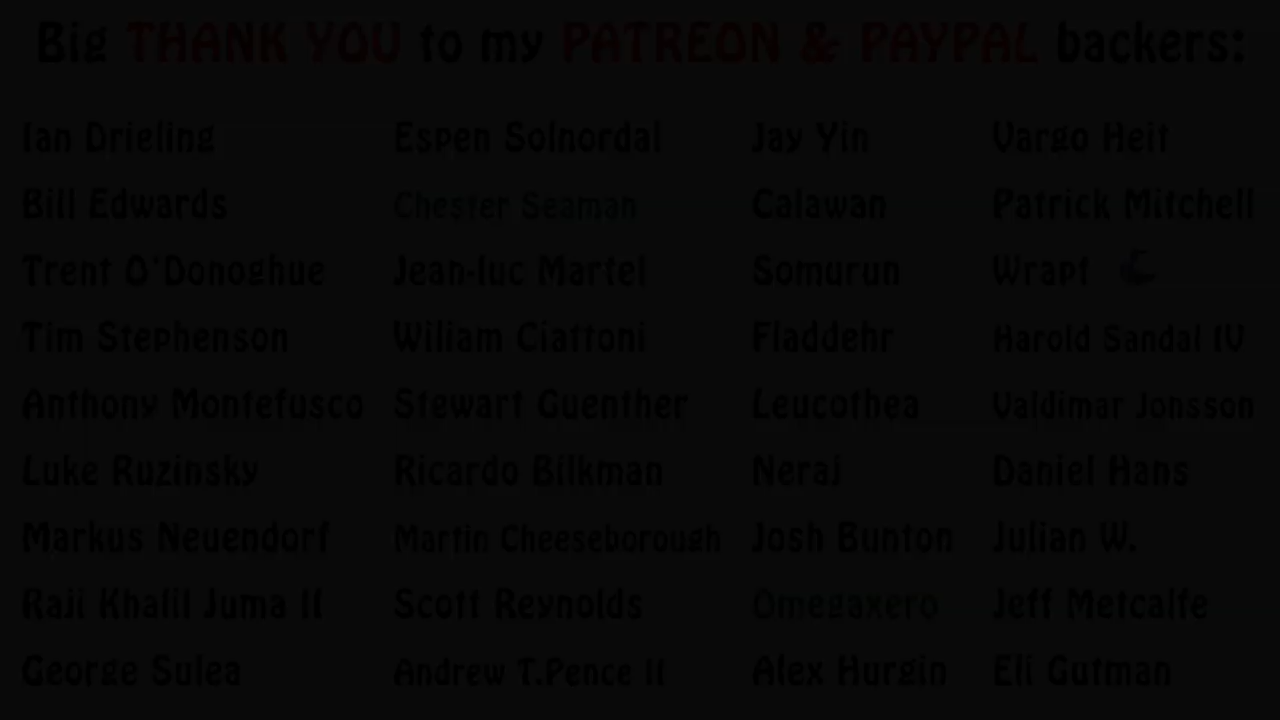 Big THANK YOU to my PATREON & PAYPAL backers:
Ian Drieling Espen Solnordal Jay Yin Vargo Heit
Bill Edwards Chester Seaman Calawan Patrick Mitchell
Trent O'Donoghue Jean-luc Martel Somurun Wrapt
Tim Stephenson Wiliam Ciattoni Fladdehr Harold Sandal IV
Anthony Montefusco Stewart Guenther Leucothea Valdimar Jonsson
Luke Ruzinsky Ricardo Bilkman Neraj Daniel Hans
Markus Neuendorf Martin Cheeseborough Josh Bunton Julian W.
Raji Khalil Juma II Scott Reynolds Omegaxero Jeff Metcalfe
George Sulea Andrew T.Pence II Alex Hurgin Eli Gutman